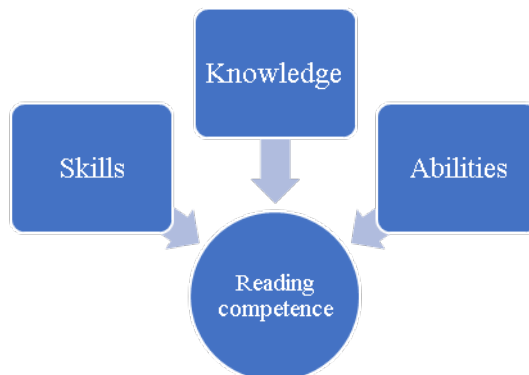 Knowledge
Skills
Abilities
Reading
competence